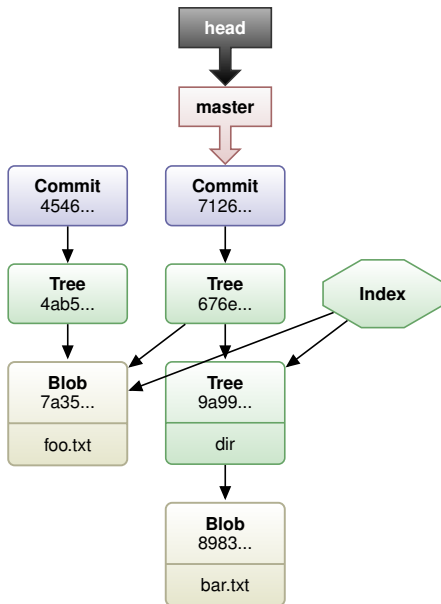 head
master
Commit
4546...
Commit
7126...
Tree
4ab5...
Tree
676e...
Index
Blob
7a35...
foo.txt
Tree
9a99...
dir
Blob
8983...
bar.txt